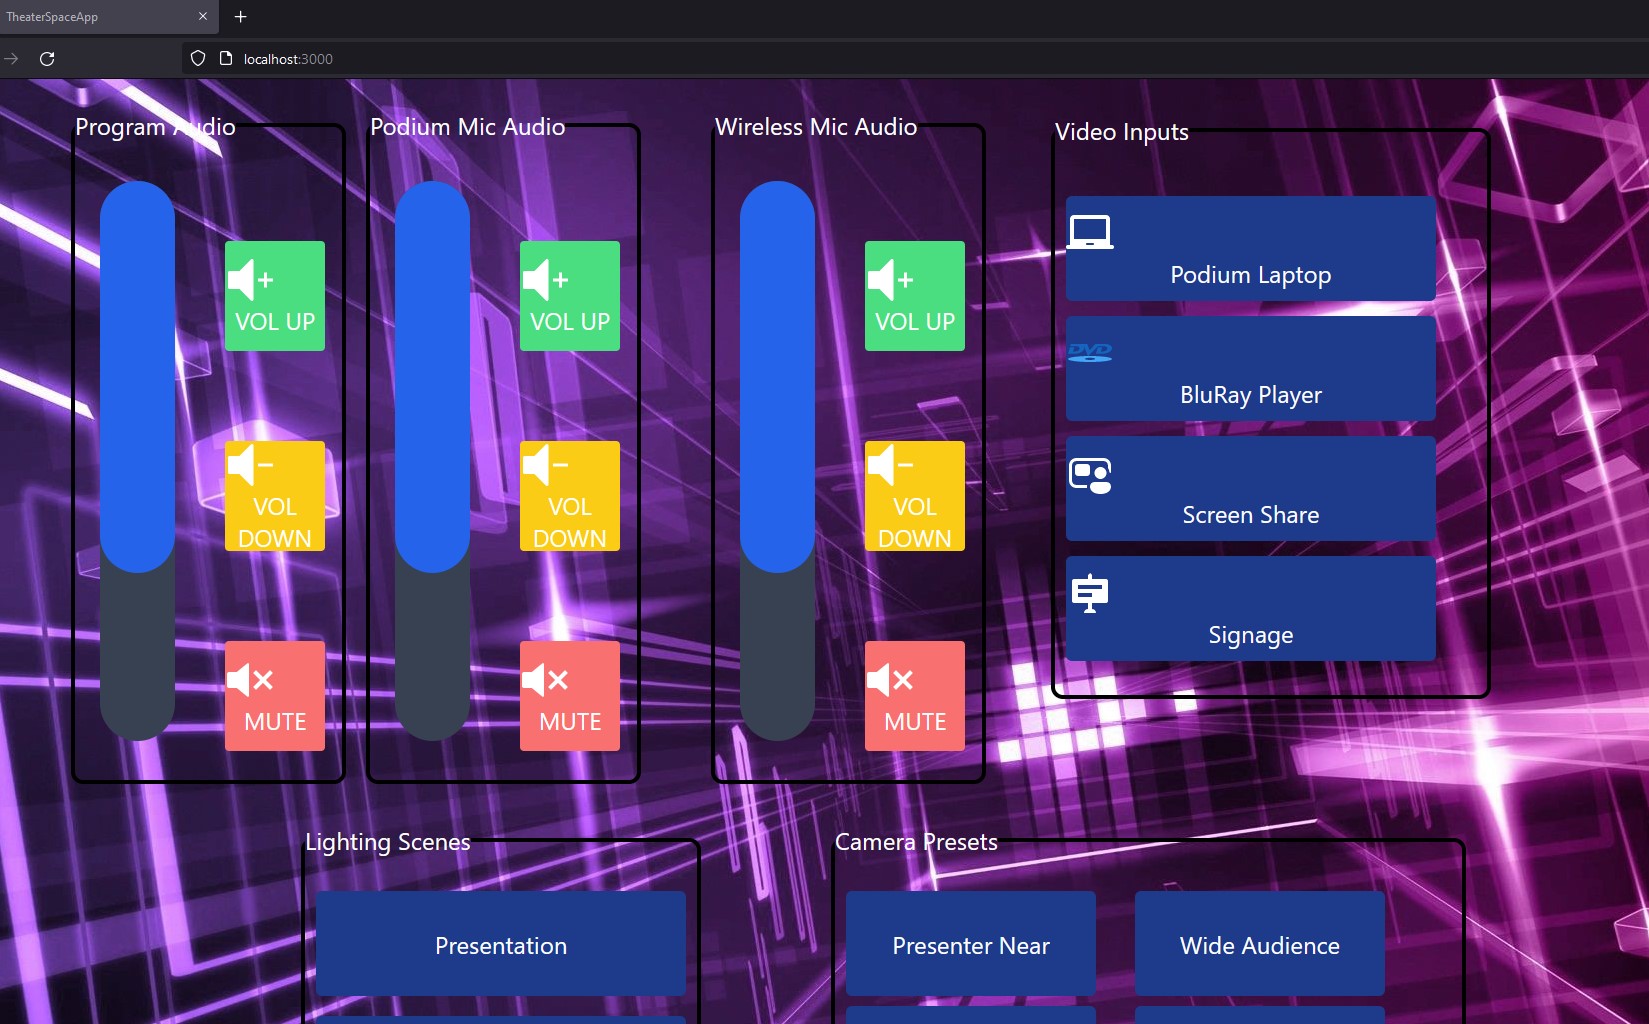 TheaterSpaceApp
localhost:3000
Program Audio
Podium Mic Audio
Wireless Mic Audio
Video Inputs
VOL UP
VOL DOWN
MUTE
VOL UP
VOL DOWN
MUTE
VOL UP
VOL DOWN
MUTE
Podium Laptop
DVD
BluRay Player
Screen Share
Signage
Lighting Scenes
Presentation
Camera Presets
Presenter Near
Wide Audience